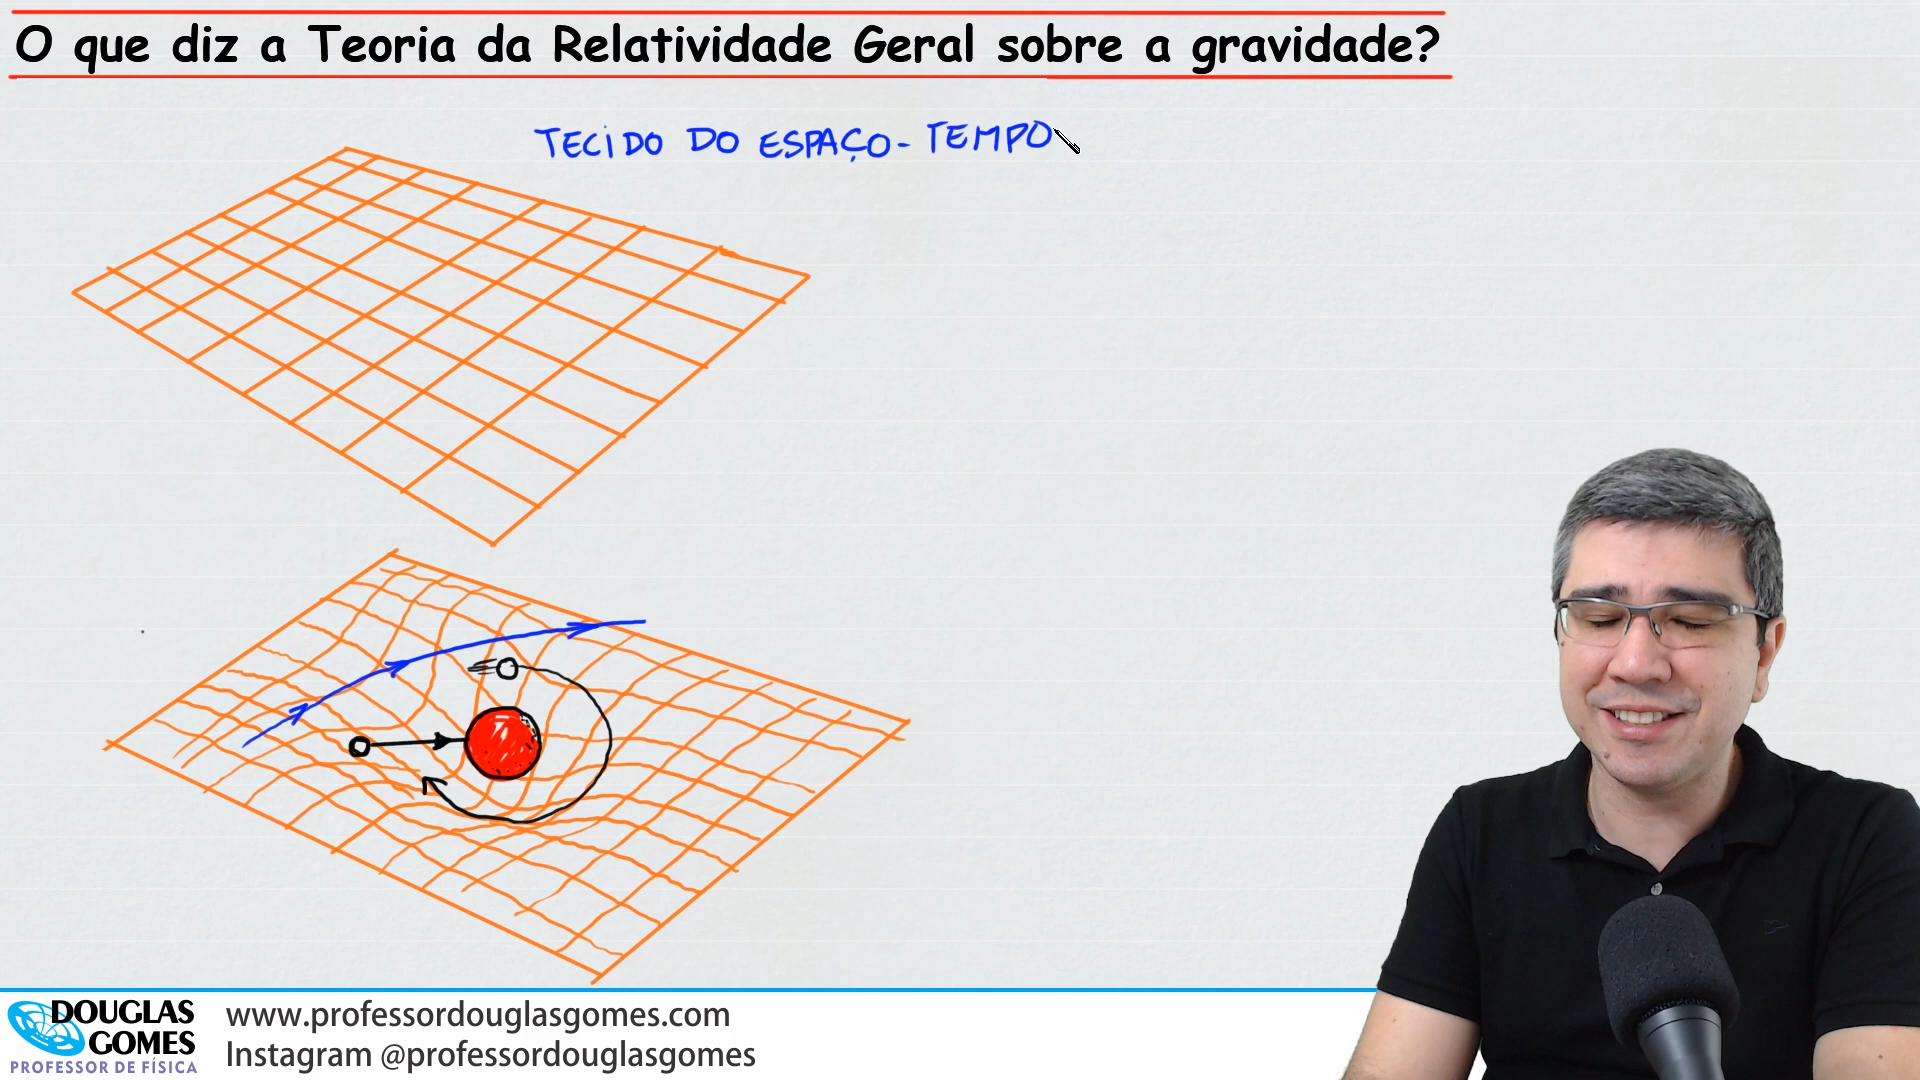 O que diz a Teoria da Relatividade Geral sobre a gravidade?
TECIDO DO ESPAÇO-TEMPO
DOUGLAS
GOMES
PROFESSOR DE FÍSICA
www.professordouglasgomes.com
Instagram @professordouglasgomes